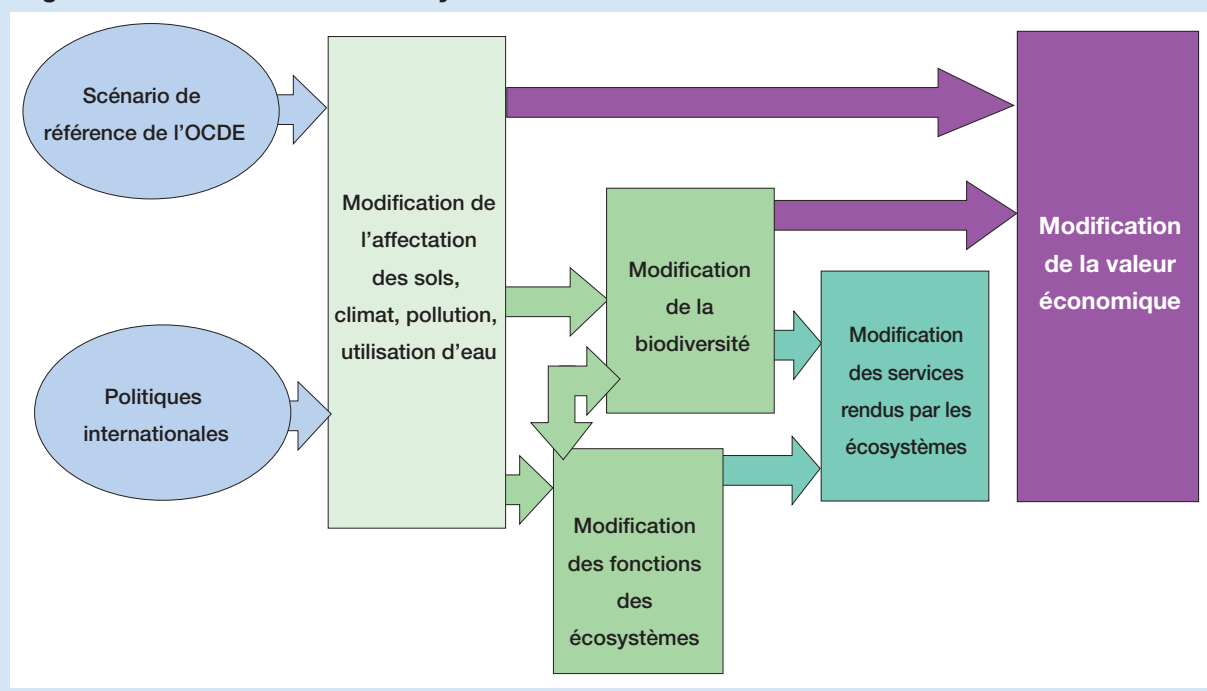 Scénario de
référence de l'OCDE
Politiques
internationales
Modification de
l'affectation
des sols,
climat, pollution,
utilisation d'eau
Modification
de la
biodiversité
Modification
des fonctions
des
écosystèmes
Modification
des services
rendus par les
écosystèmes
Modification
de la valeur
économique